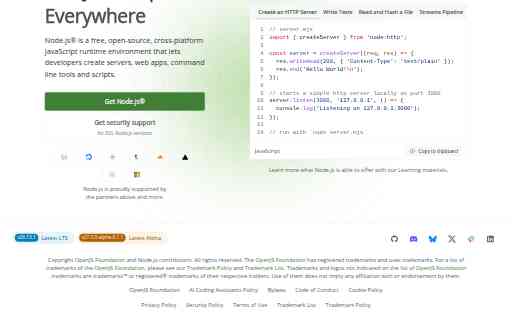 Everywhere
Node.js® is a free, open-source, cross-platform
JavaScript runtime environment that lets
developers create servers, web apps, command
line tools and scripts.
Get Node.js®
Get security support
for EOL Node.js versions
Node.js is proudly supported by
the partners above and more.
Create an HTTP Server Write Tests Read and Hash a File Streams Pipeline
1 // server.mjs
2 import { createServer } from 'node:http';
3
4 const server = createServer((req, res) => {
5 res.writeHead(200, { 'Content-Type': 'text/plain' });
6 res.end('Hello World!\n');
7 });
8
9 // starts a simple http server locally on port 3000
10 server.listen(3000, '127.0.0.1', () => {
11 console.log('Listening on 127.0.0.1:3000');
12 });
13
14 // run with `node server.mjs`
JavaScript Copy to clipboard
Learn more what Node.js is able to offer with our Learning materials.
Latest LTS Latest Alpha
Copyright OpenJS Foundation and Node.js contributors. All rights reserved. The OpenJS Foundation has registered trademarks and uses trademarks. For a list of
trademarks of the OpenJS Foundation, please see our Trademark Policy and Trademark List. Trademarks and logos not indicated on the list of OpenJS Foundation
trademarks are trademarks™ or registered® trademarks of their respective holders. Use of them does not imply any affiliation with or endorsement by them.
OpenJS Foundation AI Coding Assistants Policy Bylaws Code of Conduct Cookie Policy
Privacy Policy Security Policy Terms of Use Trademark List Trademark Policy